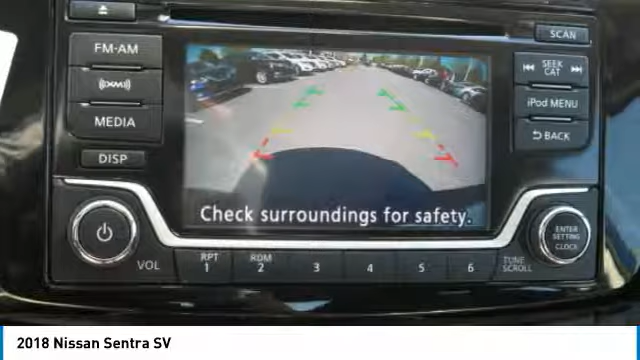 SCAN
FM-AM
SEEK
CAT
XM
iPod MENU
MEDIA
BACK
DISP
Check surroundings for safety.
ENTER
SETTING
CLOCK
VOL
RPT
1
RDM
2
3
4
5
6
TUNE
SCROLL
2018 Nissan Sentra SV